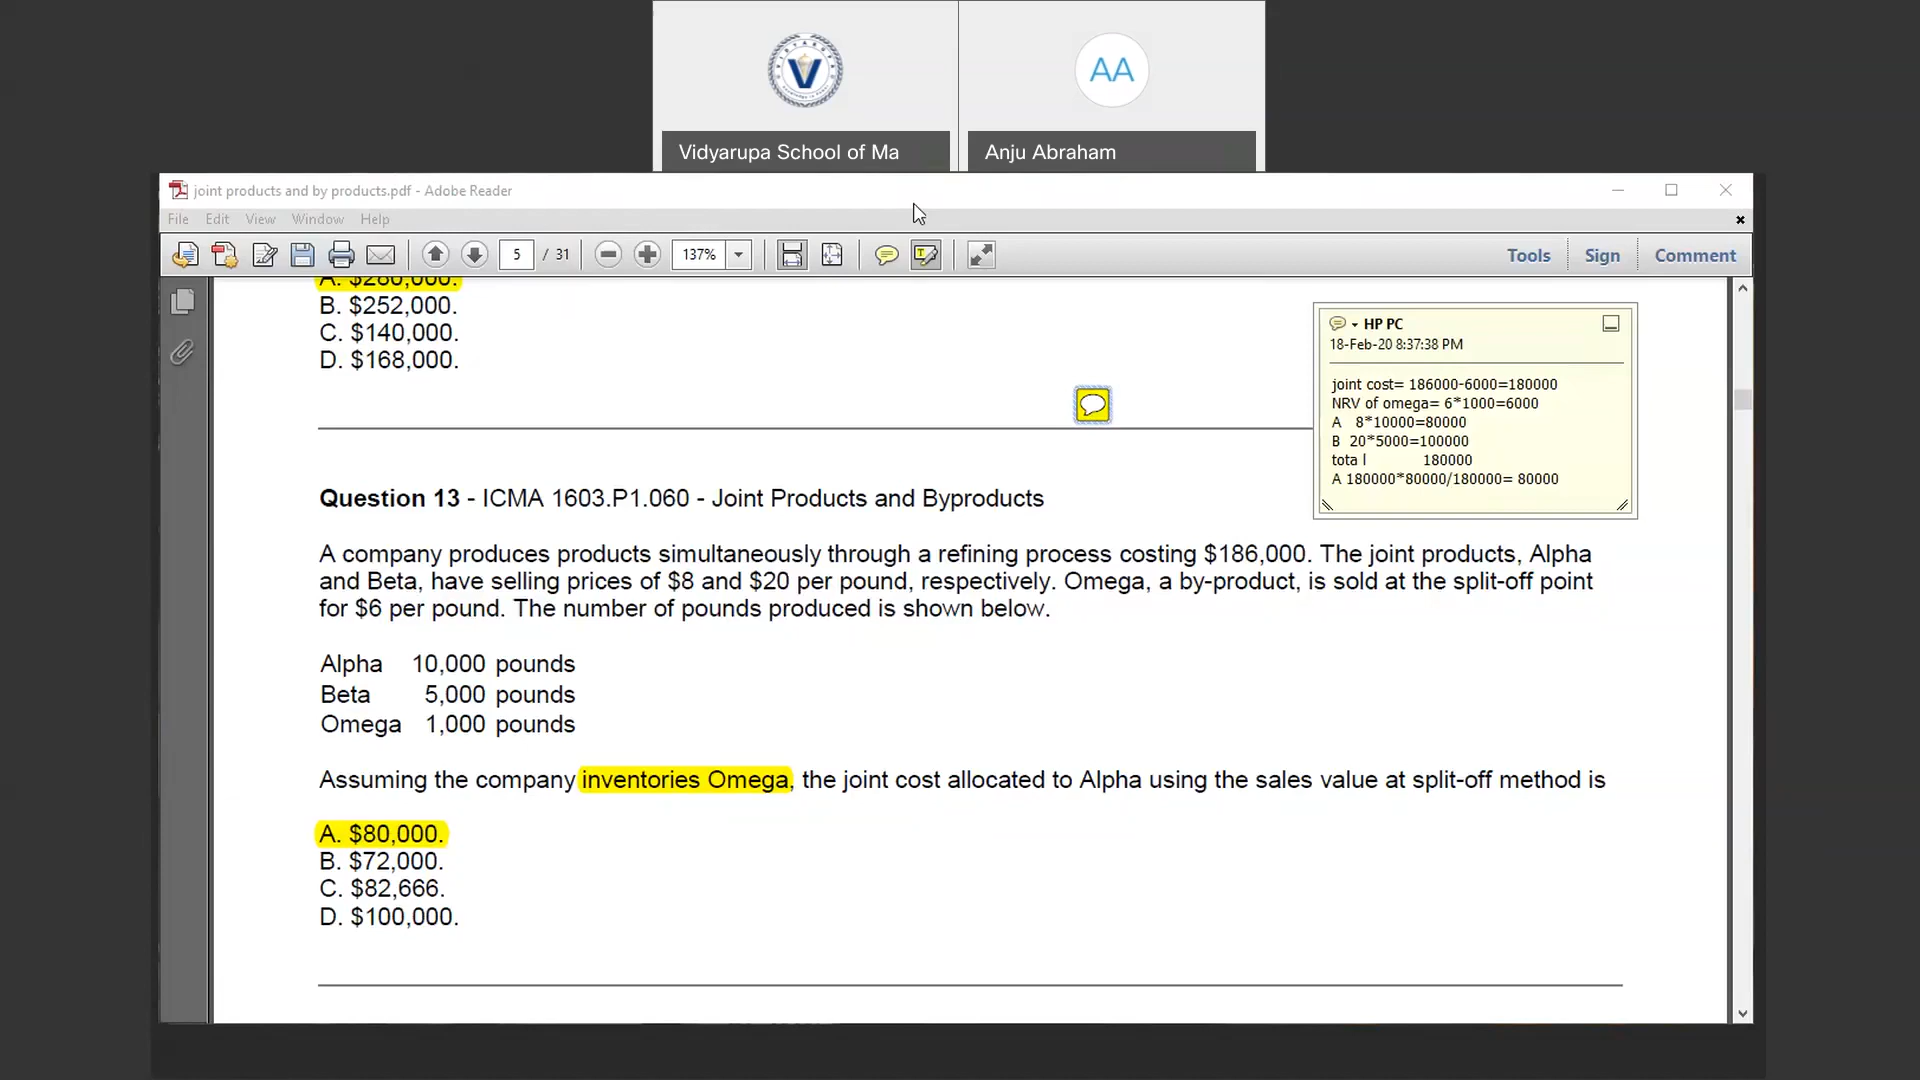 V
AA
Vidyarupa School of Ma
Anju Abraham
joint products and by products.pdf - Adobe Reader
File Edit View Window Help
5 / 31
137%
Tools
Sign
Comment
A. $280,000.
B. $252,000.
C. $140,000.
D. $168,000.
HP PC
18-Feb-20 8:37:38 PM
joint cost= 186000-6000=180000
NRV of omega= 6*1000=6000
A 8*10000=80000
B 20*5000=100000
tota l 180000
A 180000*80000/180000= 80000
Question 13 - ICMA 1603.P1.060 - Joint Products and Byproducts
A company produces products simultaneously through a refining process costing $186,000. The joint products, Alpha
and Beta, have selling prices of $8 and $20 per pound, respectively. Omega, a by-product, is sold at the split-off point
for $6 per pound. The number of pounds produced is shown below.
Alpha 10,000 pounds
Beta 5,000 pounds
Omega 1,000 pounds
Assuming the company inventories Omega, the joint cost allocated to Alpha using the sales value at split-off method is
A. $80,000.
B. $72,000.
C. $82,666.
D. $100,000.